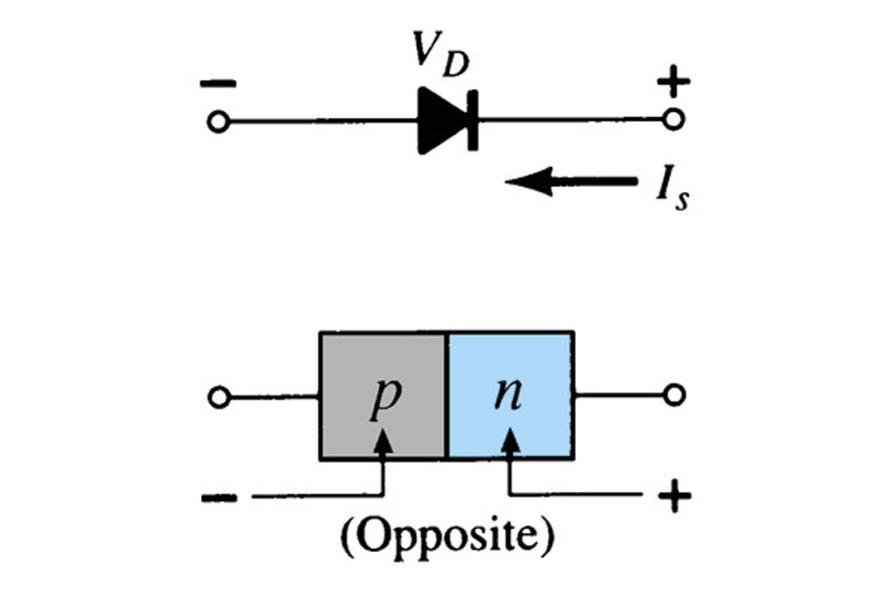 V_D
− +
I_s
p n
− +
(Opposite)